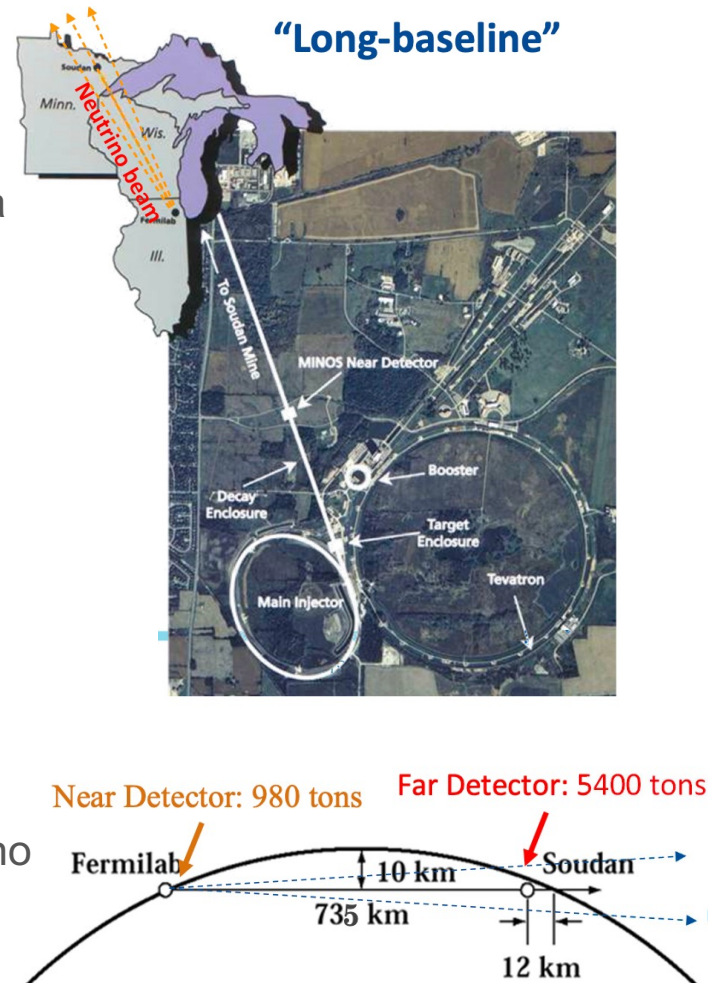 “Long-baseline”
Soudan
Minn.
Wis.
Neutrino beam
Fermilab
Ill.
To Soudan Mine
MINOS Near Detector
Booster
Decay
Enclosure
Target
Enclosure
Tevatron
Main Injector
Far Detector: 5400 tons
Near Detector: 980 tons
no
Fermilab
Soudan
10 km
735 km
12 km